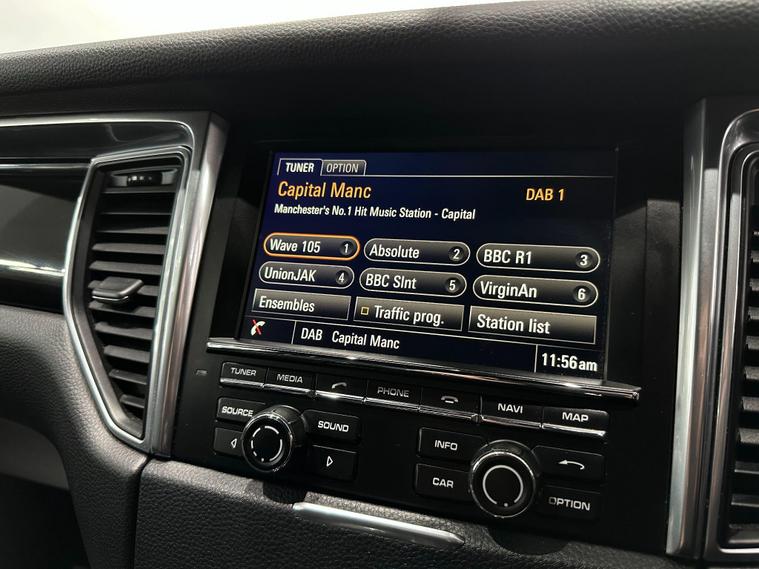 TUNER OPTION
Capital Manc DAB 1
Manchester's No.1 Hit Music Station - Capital
Wave 105 1 Absolute 2 BBC R1 3
UnionJAK 4 BBC SInt 5 VirginAn 6
Ensembles Traffic prog. Station list
DAB Capital Manc 11:56am
TUNER MEDIA PHONE NAVI MAP
SOURCE SOUND INFO
CAR OPTION